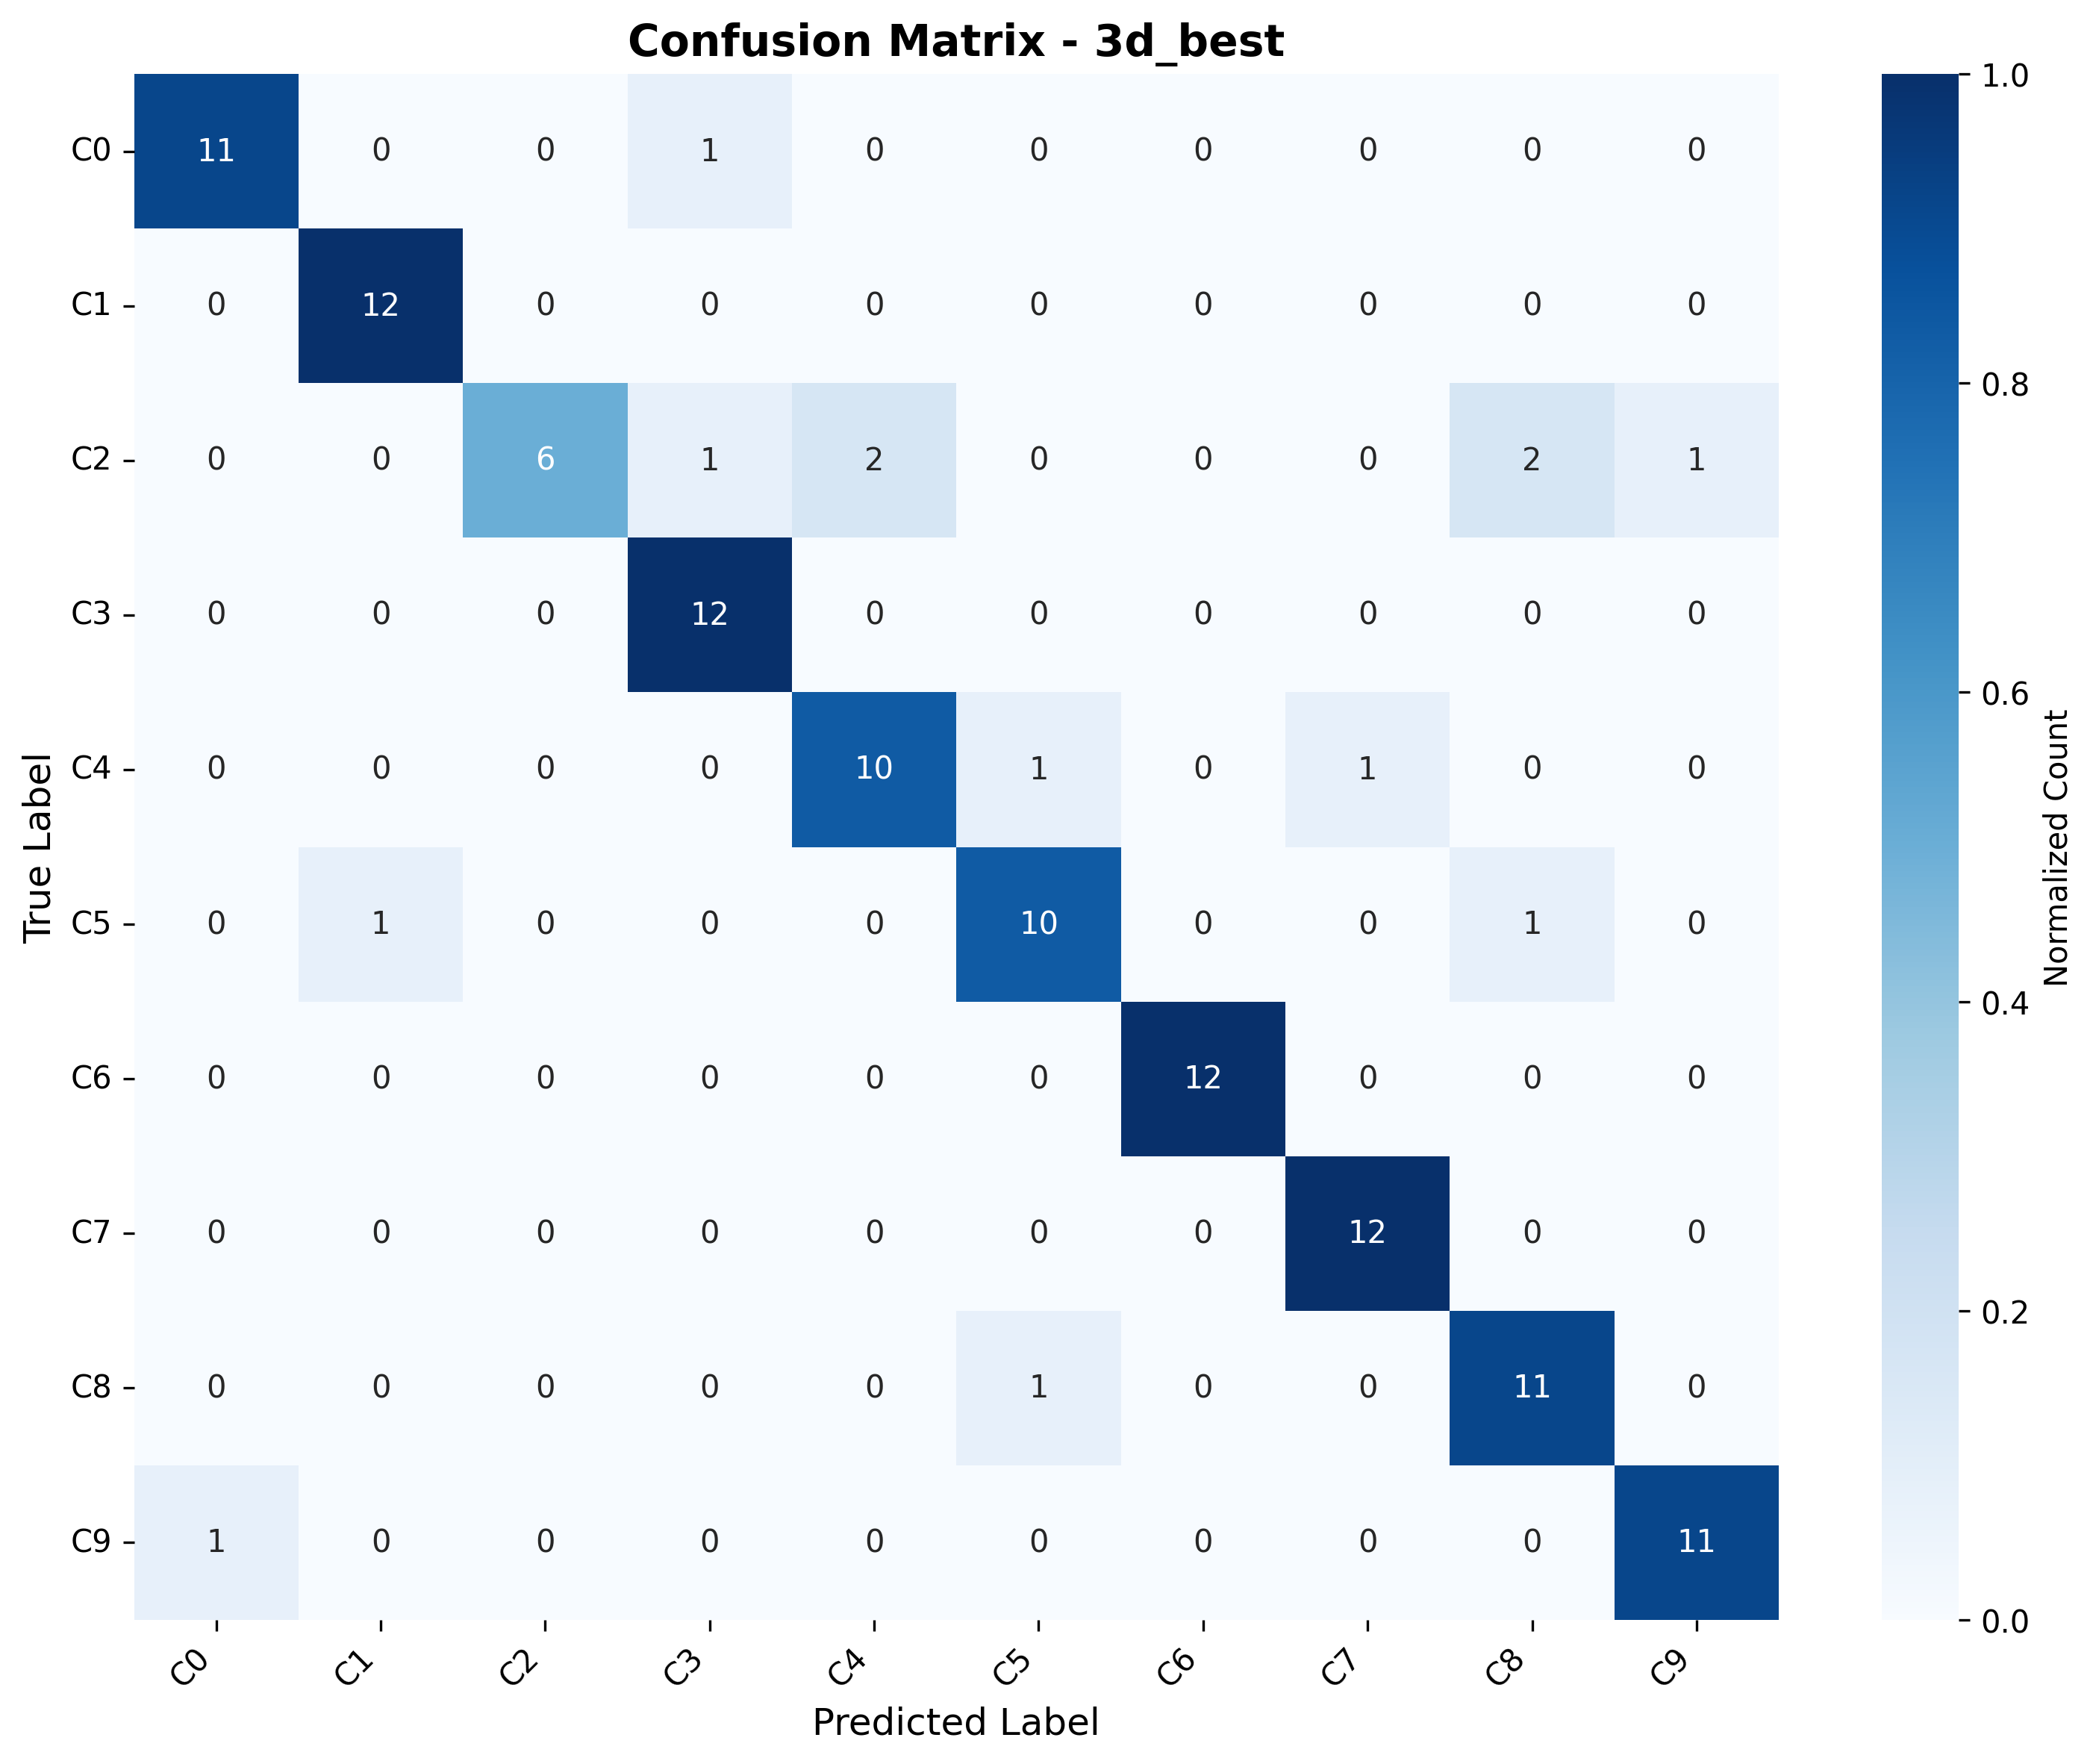 Confusion Matrix - 3d_best
C0 11 0 0 1 0 0 0 0 0 0
C1 0 12 0 0 0 0 0 0 0 0
C2 0 0 6 1 2 0 0 0 2 1
C3 0 0 0 12 0 0 0 0 0 0
C4 0 0 0 0 10 1 0 1 0 0
C5 0 1 0 0 0 10 0 0 1 0
C6 0 0 0 0 0 0 12 0 0 0
C7 0 0 0 0 0 0 0 12 0 0
C8 0 0 0 0 0 1 0 0 11 0
C9 1 0 0 0 0 0 0 0 0 11
C0 C1 C2 C3 C4 C5 C6 C7 C8 C9
Predicted Label
True Label
1.0
0.8
0.6
0.4
0.2
0.0
Normalized Count